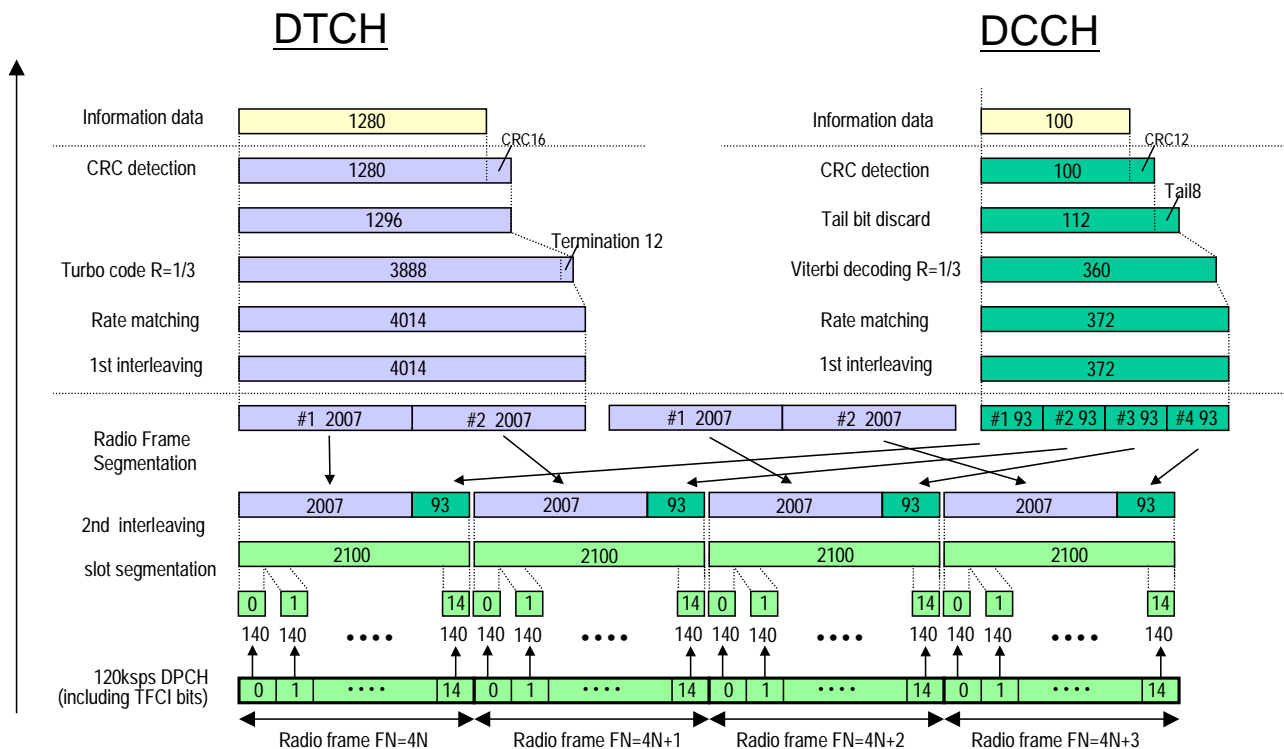 DTCH DCCH
Information data 1280 Information data 100
CRC16 CRC12
CRC detection 1280 CRC detection 100
Tail8
1296 Tail bit discard 112
Termination 12
Turbo code R=1/3 3888 Viterbi decoding R=1/3 360
Rate matching 4014 Rate matching 372
1st interleaving 4014 1st interleaving 372
#1 2007 #2 2007 #1 2007 #2 2007 #1 93 #2 93 #3 93 #4 93
Radio Frame
Segmentation
2007 93 2007 93 2007 93 2007 93
2nd interleaving
2100 2100 2100 2100
slot segmentation
0 1 14 0 1 14 0 1 14 0 1 14
140 140 •••• 140 140 140 •••• 140 140 140 •••• 140 140 140 •••• 140
120ksps DPCH
(including TFCI bits)
0 1 •••• 14 0 1 •••• 14 0 1 •••• 14 0 1 •••• 14
Radio frame FN=4N Radio frame FN=4N+1 Radio frame FN=4N+2 Radio frame FN=4N+3